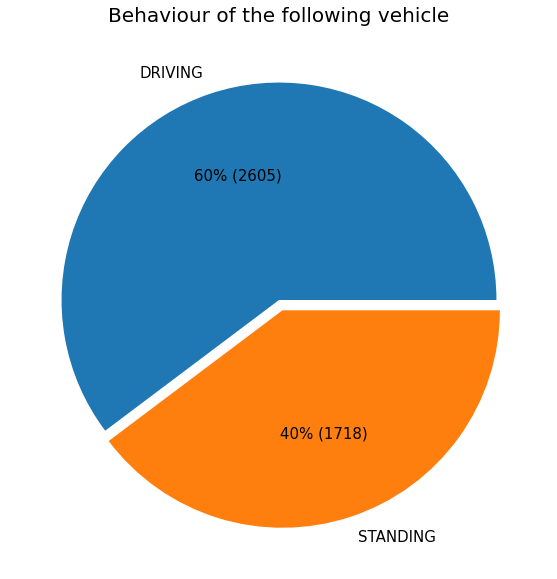 Behaviour of the following vehicle
DRIVING
60% (2605)
40% (1718)
STANDING